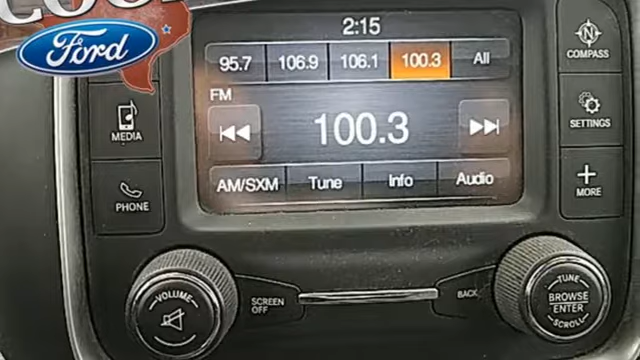 Ford
2:15
95.7 106.9 106.1 100.3 All
FM
100.3
AM/SXM Tune Info Audio
MEDIA
PHONE
COMPASS
SETTINGS
MORE
VOLUME
SCREEN OFF
BACK
TUNE
BROWSE
ENTER
SCROLL